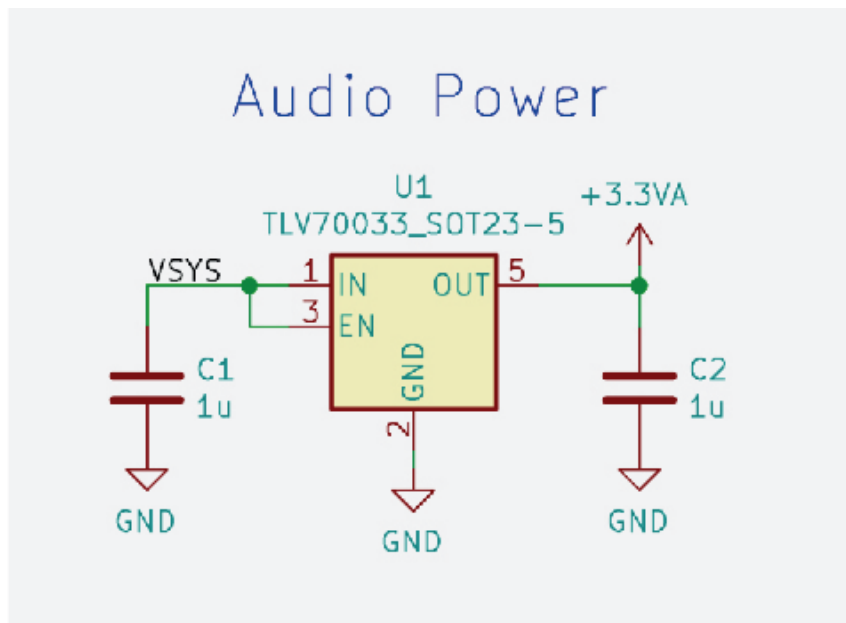 Audio Power
U1
TLV70033_SOT23-5
+3.3VA
VSYS
1
IN
OUT
5
3
EN
GND
2
C1
1u
C2
1u
GND
GND
GND